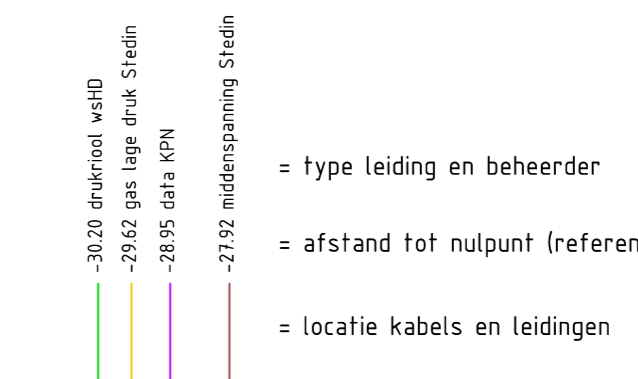 -30.20 drukriool wsHD
-29.62 gas lage druk Stedin
-28.95 data KPN
-27.92 middenspanning Stedin
= type leiding en beheerder
= afstand tot nulpunt (referen
= locatie kabels en leidingen